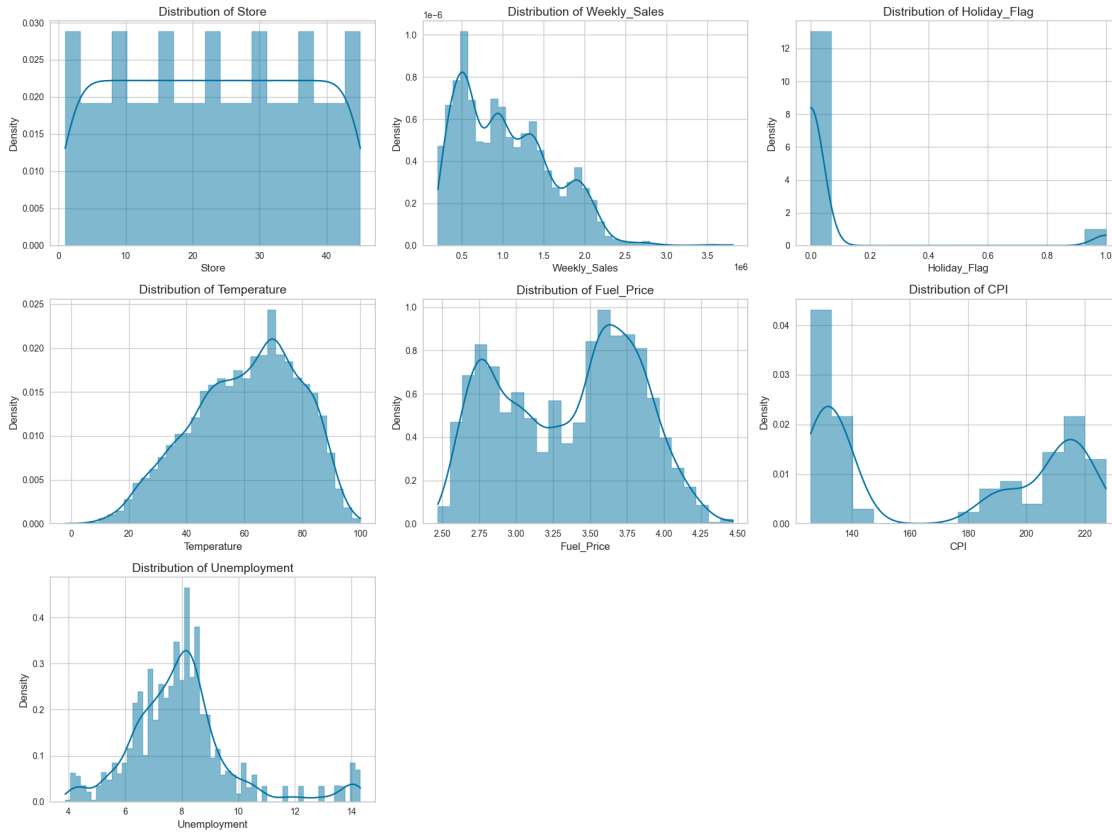 Distribution of Store
0.030
0.025
0.020
0.015
0.010
0.005
0.000
Density
0 10 20 30 40
Store
Distribution of Weekly_Sales
1e−6
1.0
0.8
0.6
0.4
0.2
0.0
Density
0.5 1.0 1.5 2.0 2.5 3.0 3.5
1e6
Weekly_Sales
Distribution of Holiday_Flag
12
10
8
6
4
2
0
Density
0.0 0.2 0.4 0.6 0.8 1.0
Holiday_Flag
Distribution of Temperature
0.025
0.020
0.015
0.010
0.005
0.000
Density
0 20 40 60 80 100
Temperature
Distribution of Fuel_Price
1.0
0.8
0.6
0.4
0.2
0.0
Density
2.50 2.75 3.00 3.25 3.50 3.75 4.00 4.25 4.50
Fuel_Price
Distribution of CPI
0.04
0.03
0.02
0.01
0.00
Density
140 160 180 200 220
CPI
Distribution of Unemployment
0.4
0.3
0.2
0.1
0.0
Density
4 6 8 10 12 14
Unemployment